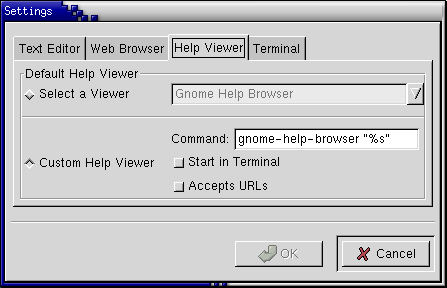 Settings
Text Editor Web Browser Help Viewer Terminal
Default Help Viewer
Select a Viewer Gnome Help Browser
Command: gnome-help-browser "%s"
Custom Help Viewer Start in Terminal
Accepts URLs
OK Cancel